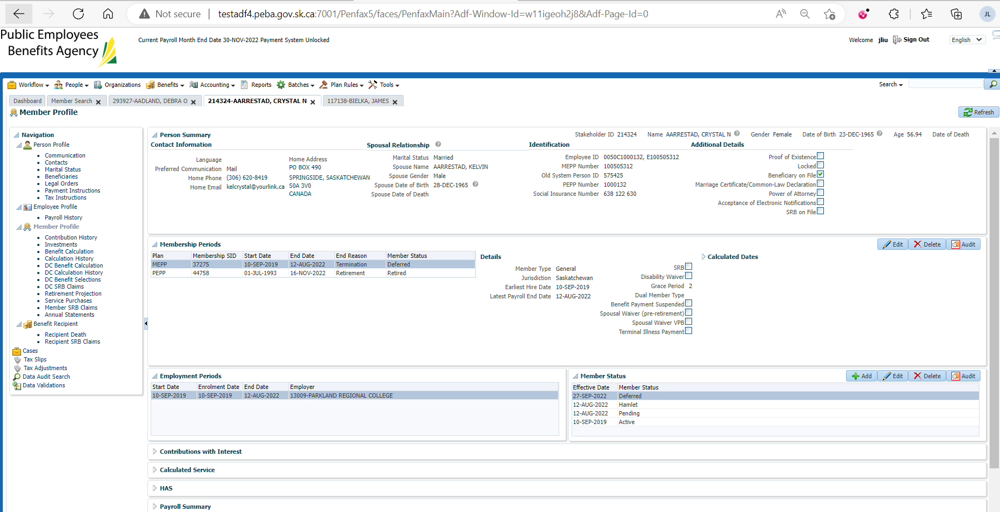 Not secure | testadf4.peba.gov.sk.ca:7001/Penfax5/faces/PenfaxMain?Adf-Window-Id=w11igeoh2j8&Adf-Page-Id=0
JL
Public Employees
Benefits Agency
Current Payroll Month End Date 30-NOV-2022 Payment System Unlocked
Welcome jliu Sign Out English
Workflow People Organizations Benefits Accounting Reports Batches Plan Rules Tools Search
Dashboard Member Search 293927-AADLAND, DEBRA O 214324-AARRESTAD, CRYSTAL N 117138-BIELKA, JAMES
Member Profile
Refresh
Navigation
Person Profile
Communication
Contacts
Marital Status
Beneficiaries
Legal Orders
Payment Instructions
Tax Instructions
Employee Profile
Payroll History
Member Profile
Contribution History
Investments
Benefit Calculation
Calculation History
DC Benefit Calculation
DC Calculation History
DC Benefit Selections
DC SRB Claims
Retirement Projection
Service Purchases
Member SRB Claims
Annual Statements
Benefit Recipient
Recipient Death
Recipient SRB Claims
Cases
Tax Slips
Tax Adjustments
Data Audit Search
Data Validations
Person Summary
Stakeholder ID 214324 Name AARRESTAD, CRYSTAL N Gender Female Date of Birth 23-DEC-1965 Age 56.94 Date of Death
Contact Information
Language
Preferred Communication Mail
Home Phone (306) 620-8419
Home Email kelcrystal@yourlink.ca
Home Address
PO BOX 490
SPRINGSIDE, SASKATCHEWAN
S0A 3V0
CANADA
Spousal Relationship
Marital Status Married
Spouse Name AARRESTAD, KELVIN
Spouse Gender Male
Spouse Date of Birth 28-DEC-1965
Spouse Date of Death
Identification
Employee ID 0050C1000132, E100505312
MEPP Number 100505312
Old System Person ID 575425
PEPP Number 1000132
Social Insurance Number 638 122 630
Additional Details
Proof of Existence
Locked
Beneficiary on File
Marriage Certificate/Common-Law Declaration
Power of Attorney
Acceptance of Electronic Notifications
SRB on File
Membership Periods
Edit Delete Audit
Plan Membership SID Start Date End Date End Reason Member Status
MEPP 37275 10-SEP-2019 12-AUG-2022 Termination Deferred
PEPP 44758 01-JUL-1993 16-NOV-2022 Retirement Retired
Details
Member Type General
Jurisdiction Saskatchewan
Earliest Hire Date 10-SEP-2019
Latest Payroll End Date 12-AUG-2022
SRB
Disability Waiver
Grace Period 2
Dual Member Type
Benefit Payment Suspended
Spousal Waiver (pre-retirement)
Spousal Waiver VPB
Terminal Illness Payment
Calculated Dates
Employment Periods
Start Date Enrolment Date End Date Employer
10-SEP-2019 10-SEP-2019 12-AUG-2022 13009-PARKLAND REGIONAL COLLEGE
Member Status
Add Edit Delete Audit
Effective Date Member Status
27-SEP-2022 Deferred
12-AUG-2022 Hamlet
12-AUG-2022 Pending
10-SEP-2019 Active
Contributions with Interest
Calculated Service
HAS
Payroll Summary